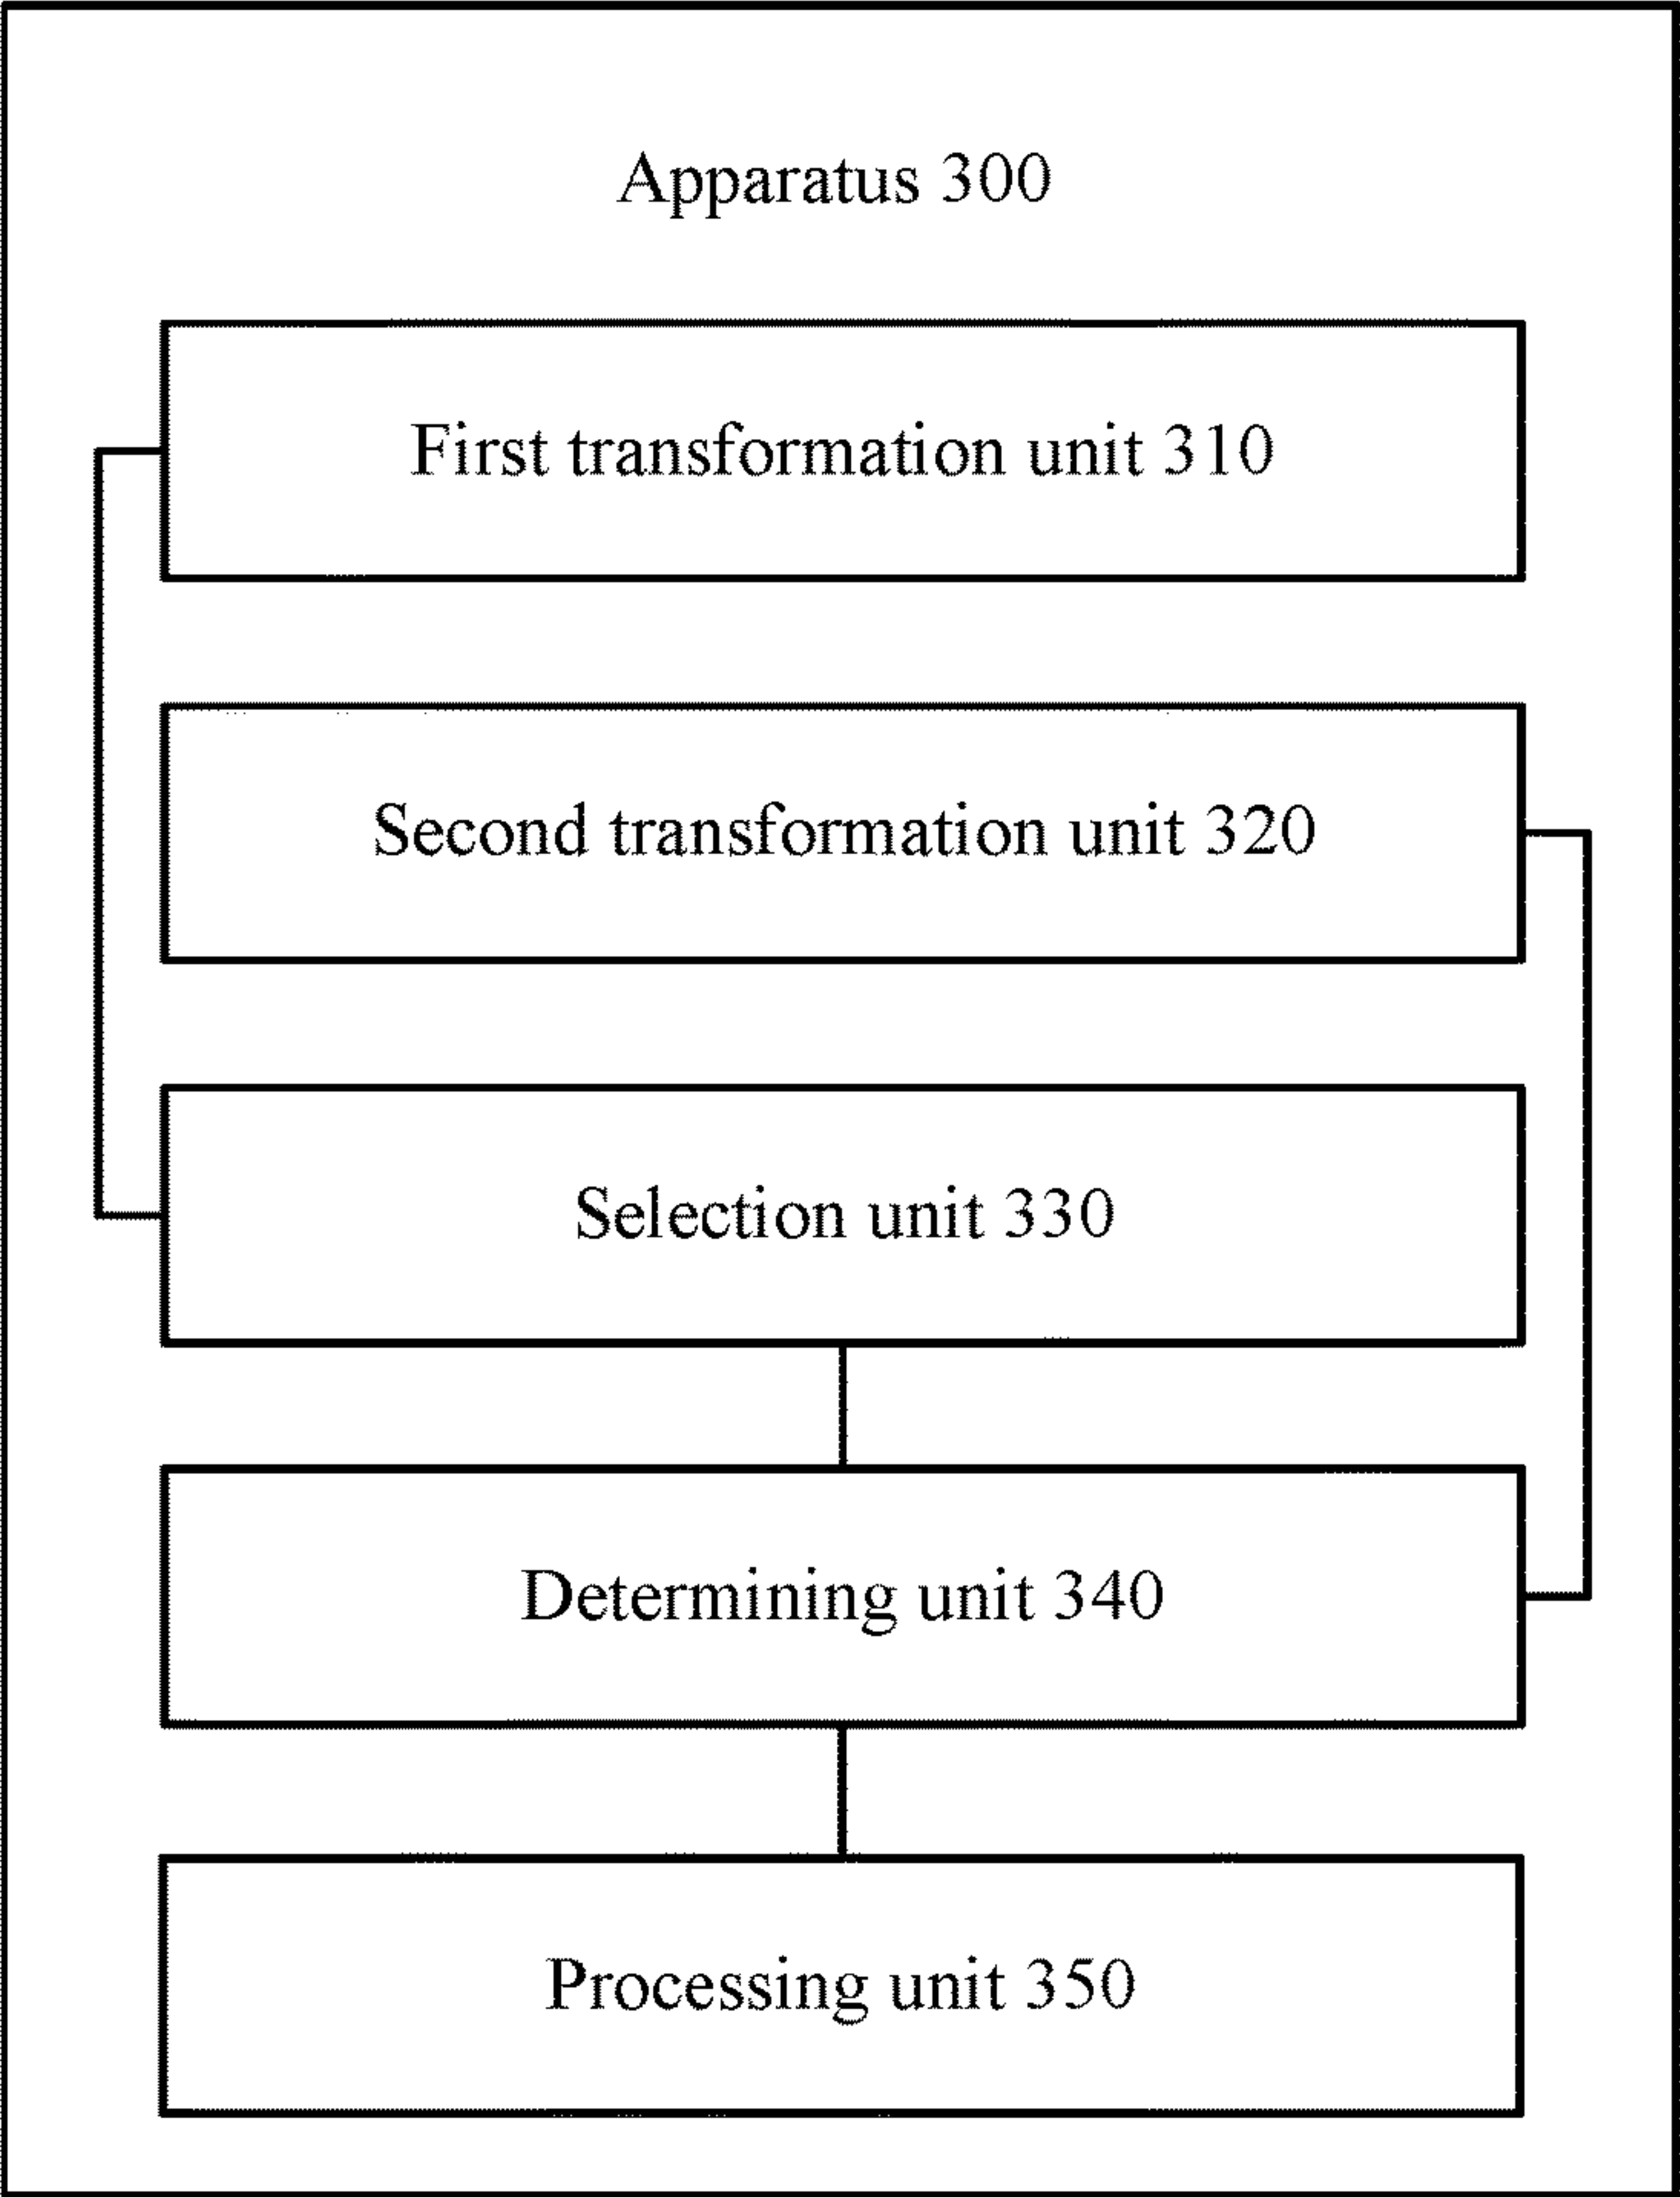 Apparatus 300
First transformation unit 310
Second transformation unit 320
Selection unit 330
Determining unit 340
Processing unit 350